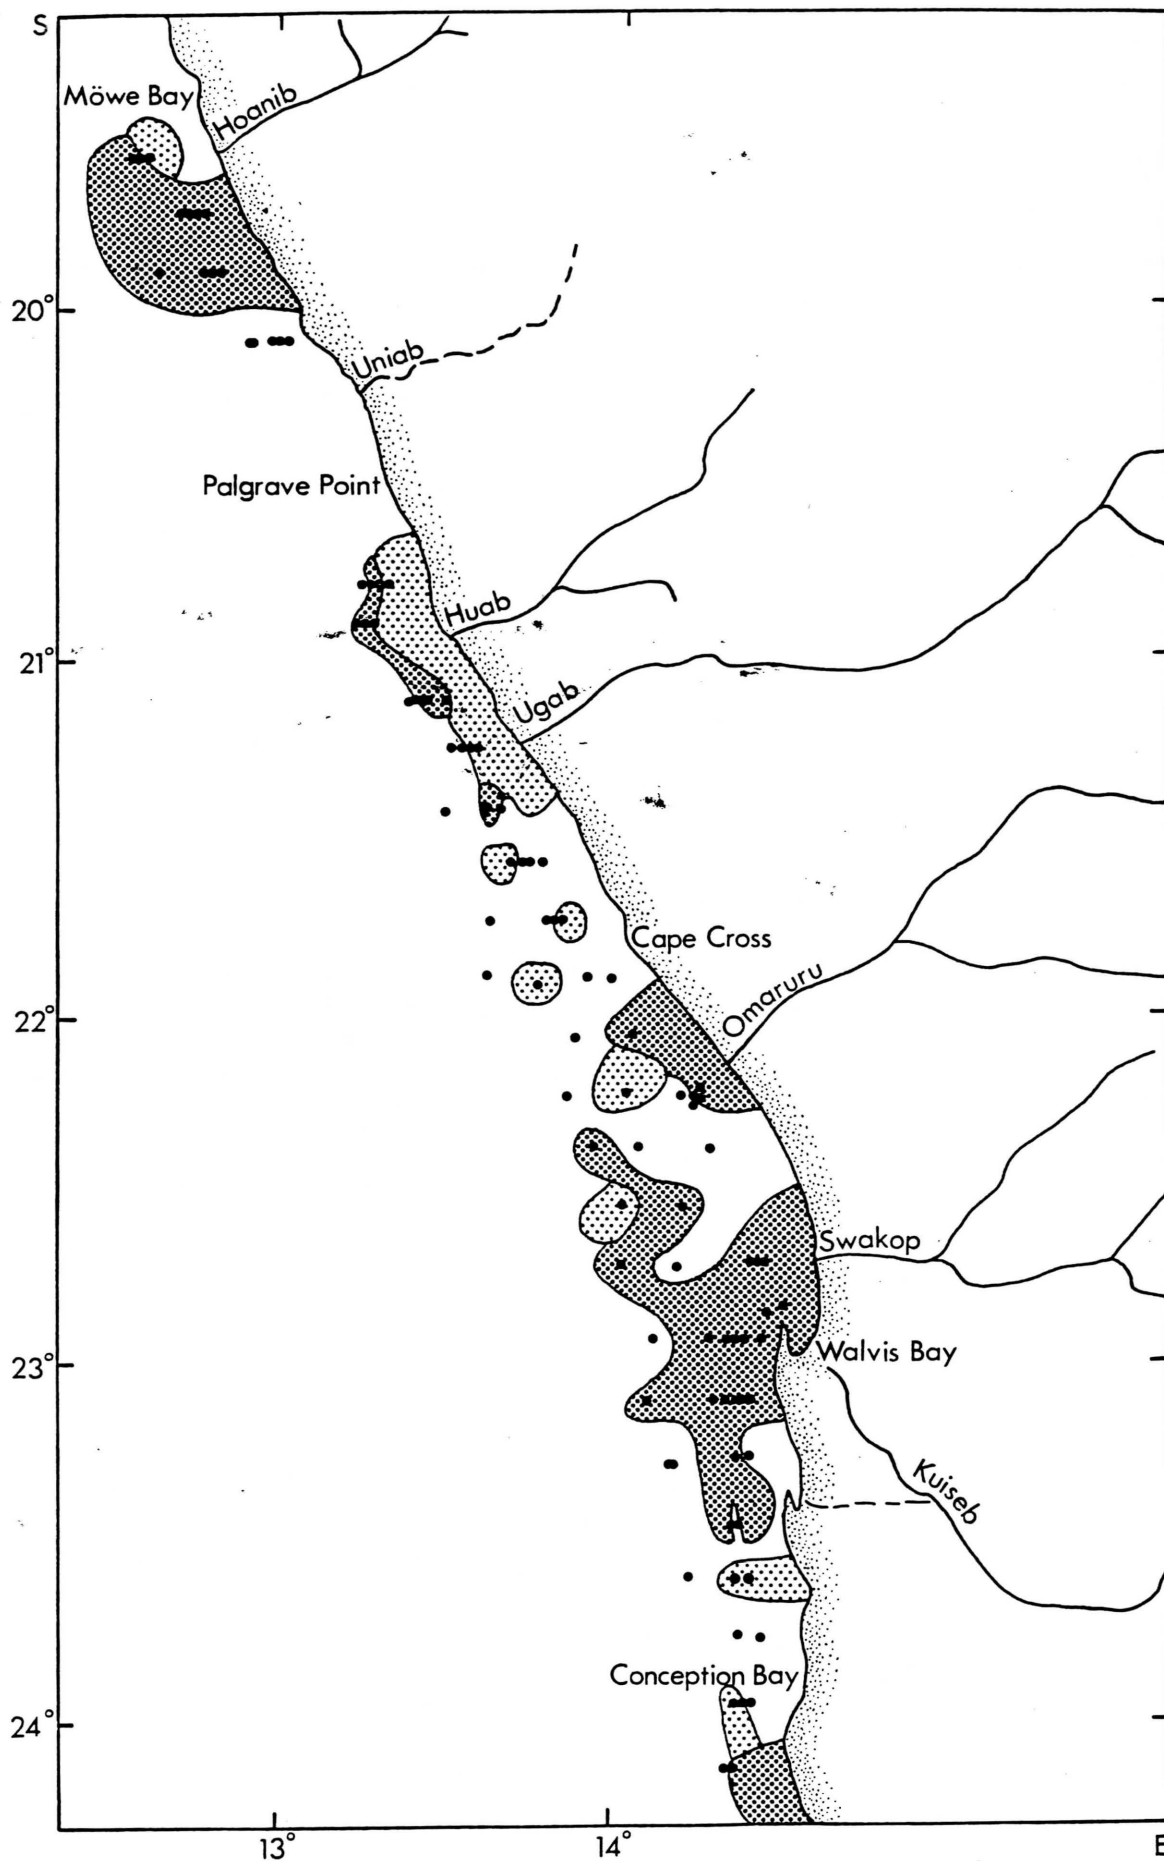 S
Möwe Bay
Hoanib
20°
Uniab
Palgrave Point
Huab
21°
Ugab
Cape Cross
Omaruru
22°
Swakop
Walvis Bay
23°
Kuiseb
Conception Bay
24°
13°
14°
E